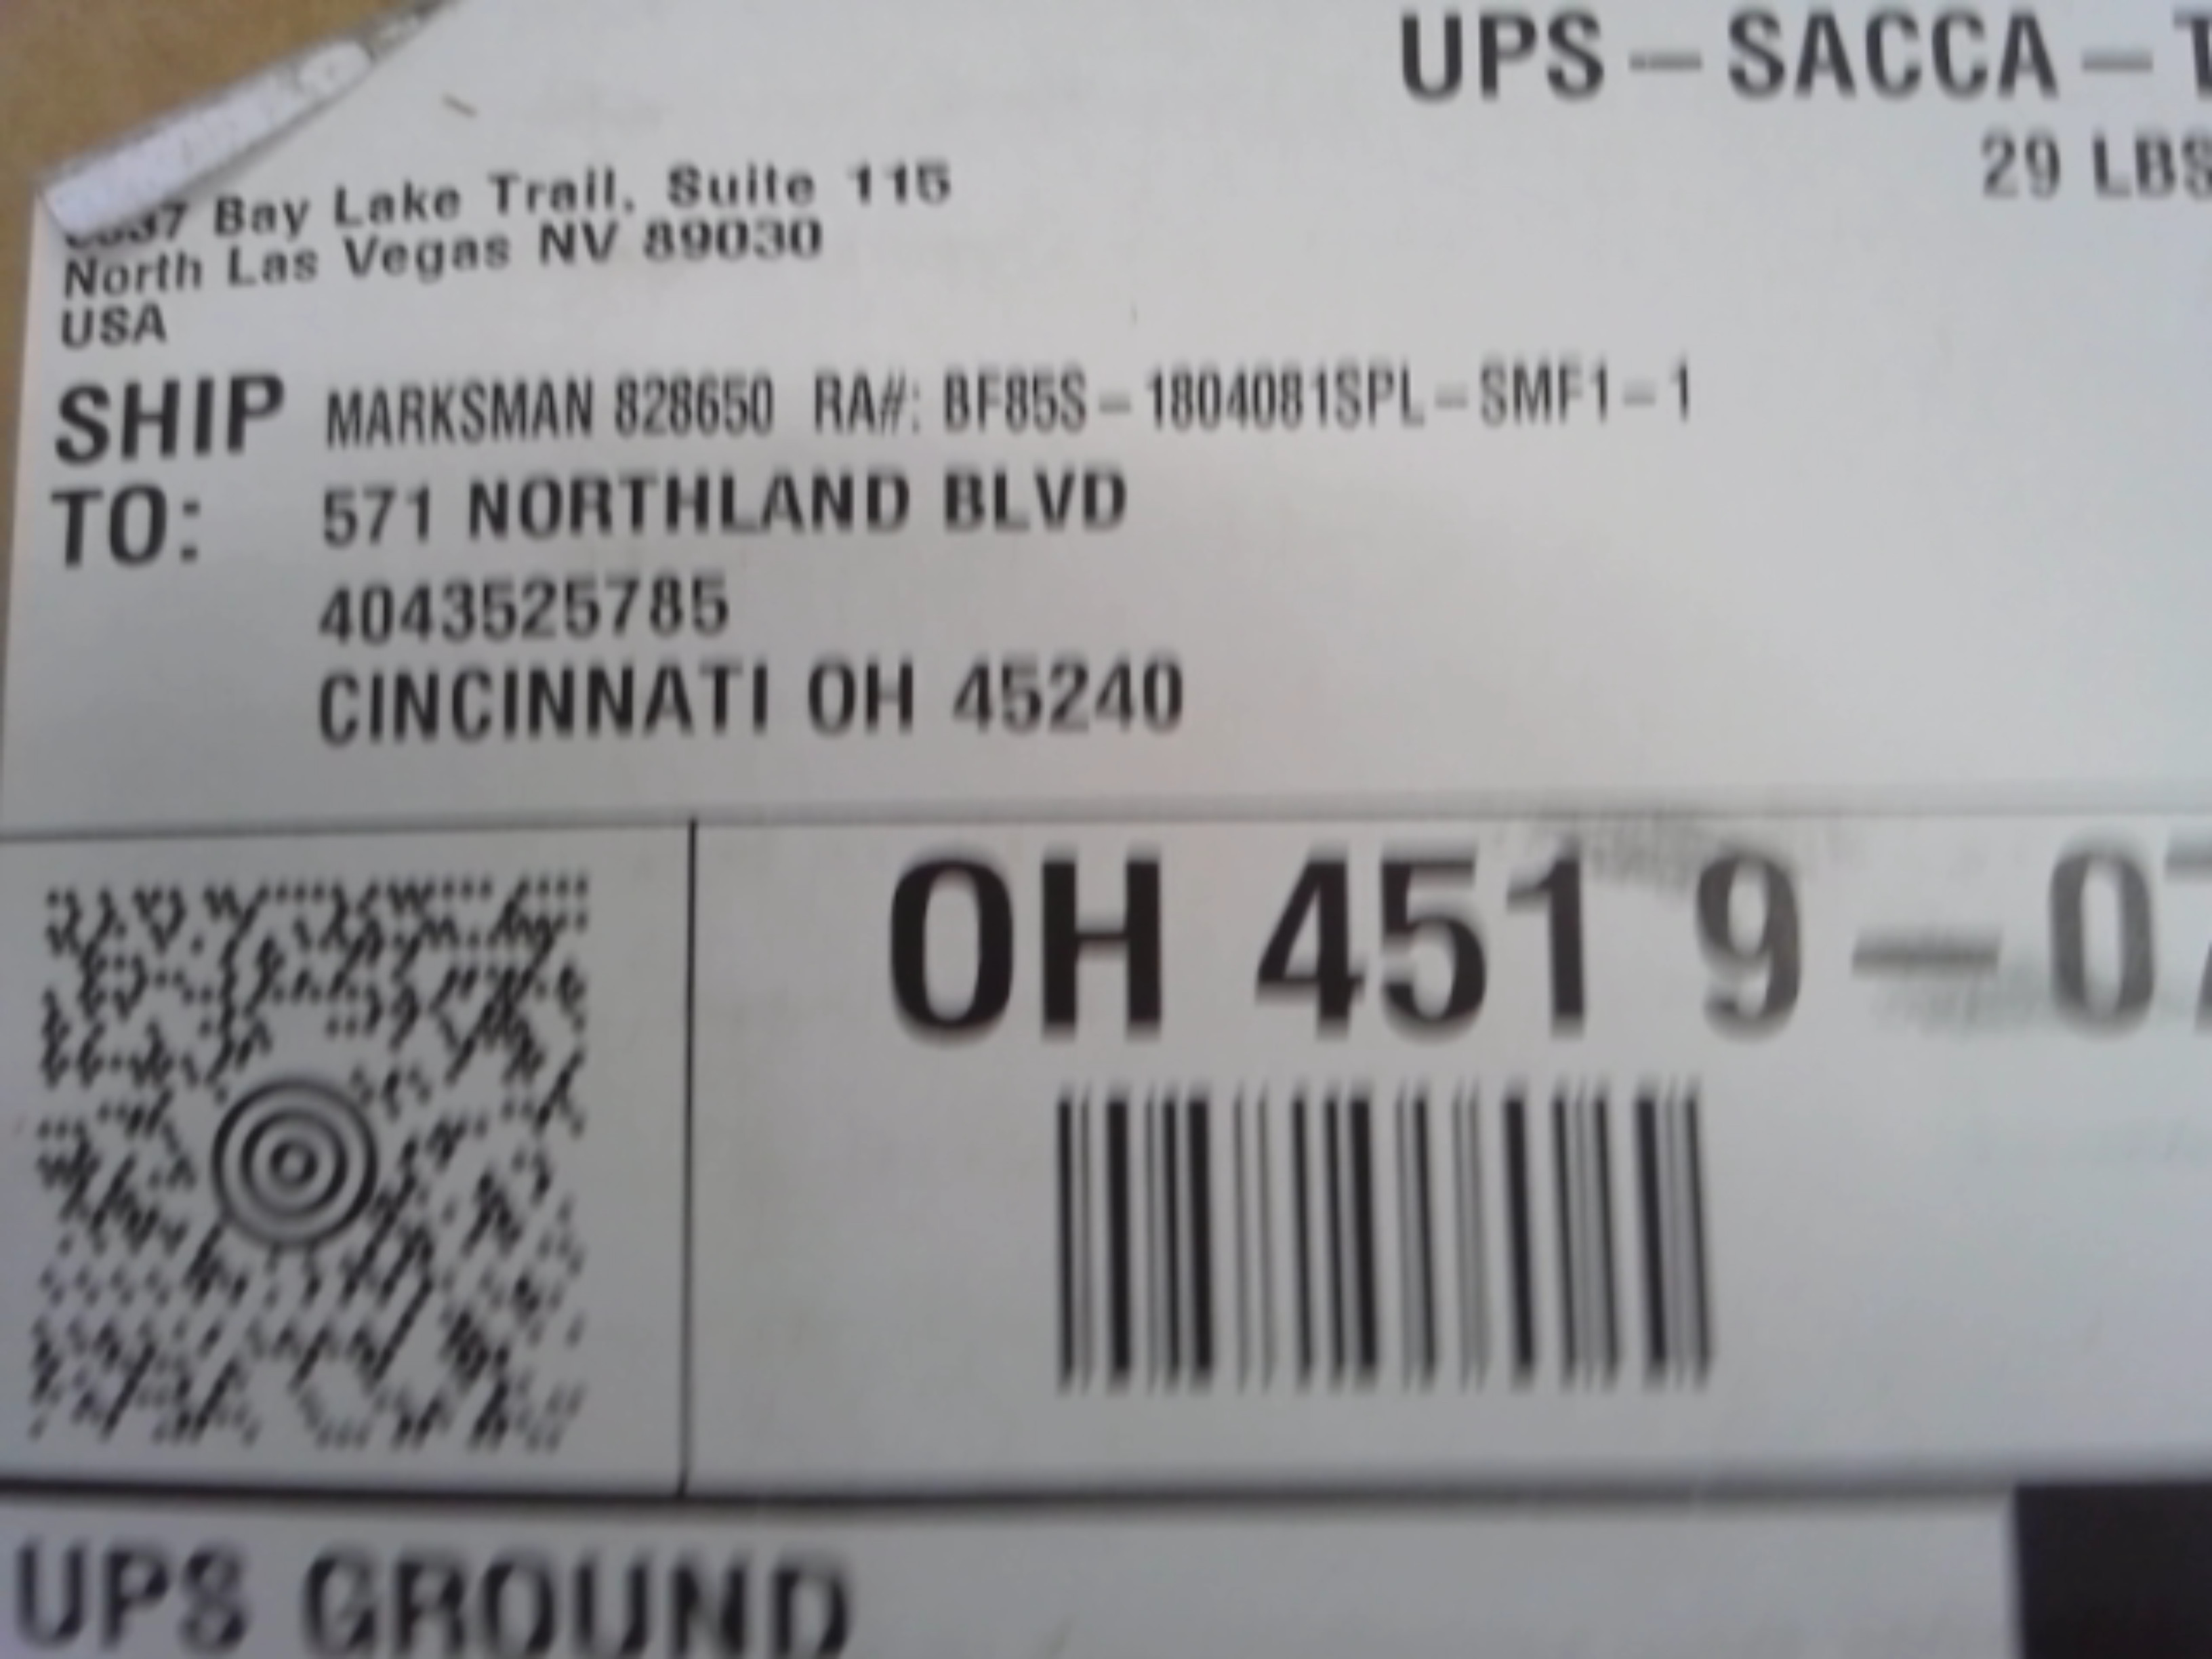 UPS - SACCA -
29 LBS
Bay Lake Trail, Suite 115
North Las Vegas NV 89030
USA
SHIP TO:
MARKSMAN 828650 RA#: BF85S-1804081SPL-SMF1-1
571 NORTHLAND BLVD
4043525785
CINCINNATI OH 45240
OH 451 9-07
UPS GROUND